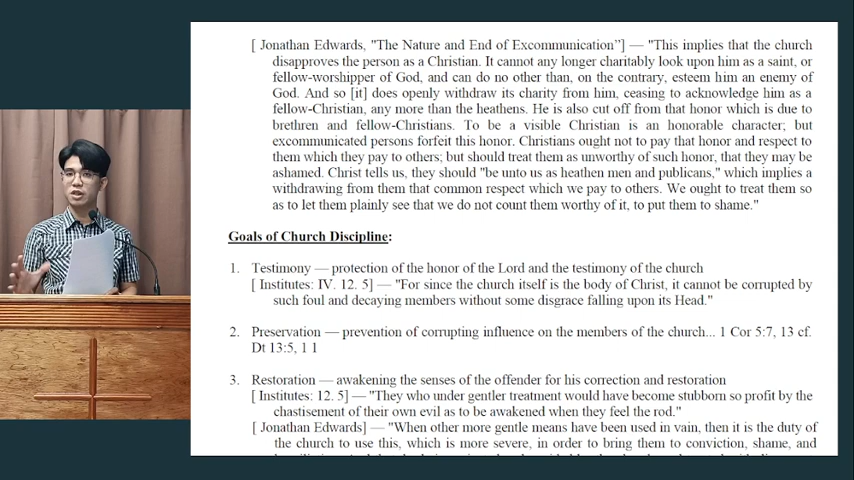 [ Jonathan Edwards, "The Nature and End of Excommunication"] — "This implies that the church
disapproves the person as a Christian. It cannot any longer charitably look upon him as a saint, or
fellow-worshipper of God, and can do no other than, on the contrary, esteem him an enemy of
God. And so [it] does openly withdraw its charity from him, ceasing to acknowledge him as a
fellow-Christian, any more than the heathens. He is also cut off from that honor which is due to
brethren and fellow-Christians. To be a visible Christian is an honorable character; but
excommunicated persons forfeit this honor. Christians ought not to pay that honor and respect to
them which they pay to others; but should treat them as unworthy of such honor, that they may be
ashamed. Christ tells us, they should "be unto us as heathen men and publicans," which implies a
withdrawing from them that common respect which we pay to others. We ought to treat them so
as to let them plainly see that we do not count them worthy of it, to put them to shame."
Goals of Church Discipline:
1. Testimony — protection of the honor of the Lord and the testimony of the church
[ Institutes: IV. 12. 5] — "For since the church itself is the body of Christ, it cannot be corrupted by
such foul and decaying members without some disgrace falling upon its Head."
2. Preservation — prevention of corrupting influence on the members of the church... 1 Cor 5:7, 13 cf.
Dt 13:5, 1 1
3. Restoration — awakening the senses of the offender for his correction and restoration
[ Institutes: 12. 5] — "They who under gentler treatment would have become stubborn so profit by the
chastisement of their own evil as to be awakened when they feel the rod."
[ Jonathan Edwards] — "When other more gentle means have been used in vain, then it is the duty of
the church to use this, which is more severe, in order to bring them to conviction, shame, and